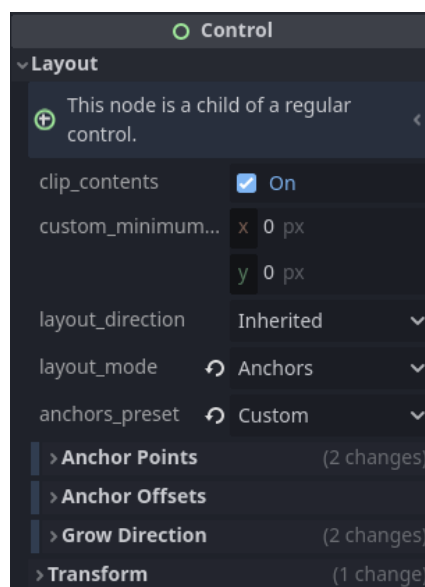 Control
Layout
This node is a child of a regular
control.
clip_contents On
custom_minimum... x 0 px
y 0 px
layout_direction Inherited
layout_mode Anchors
anchors_preset Custom
Anchor Points (2 changes)
Anchor Offsets
Grow Direction (2 changes)
Transform (1 change)